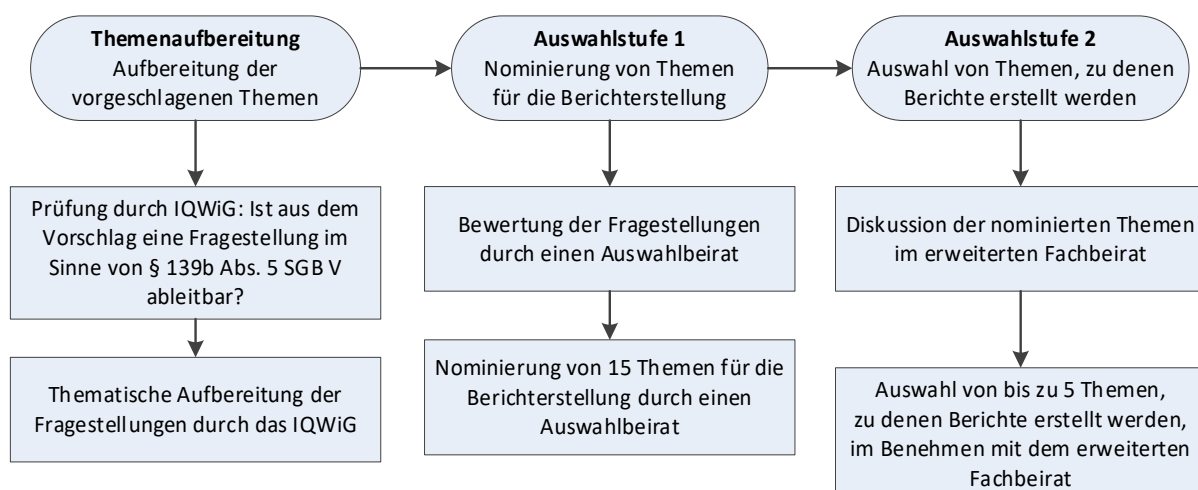 Themenaufbereitung
Aufbereitung der
vorgeschlagenen Themen
Prüfung durch IQWiG: Ist aus dem
Vorschlag eine Fragestellung im
Sinne von § 139b Abs. 5 SGB V
ableitbar?
Thematische Aufbereitung der
Fragestellungen durch das IQWiG
Auswahlstufe 1
Nominierung von Themen
für die Berichterstellung
Bewertung der Fragestellungen
durch einen Auswahlbeirat
Nominierung von 15 Themen für die
Berichterstellung durch einen
Auswahlbeirat
Auswahlstufe 2
Auswahl von Themen, zu denen
Berichte erstellt werden
Diskussion der nominierten Themen
im erweiterten Fachbeirat
Auswahl von bis zu 5 Themen,
zu denen Berichte erstellt werden,
im Benehmen mit dem erweiterten
Fachbeirat